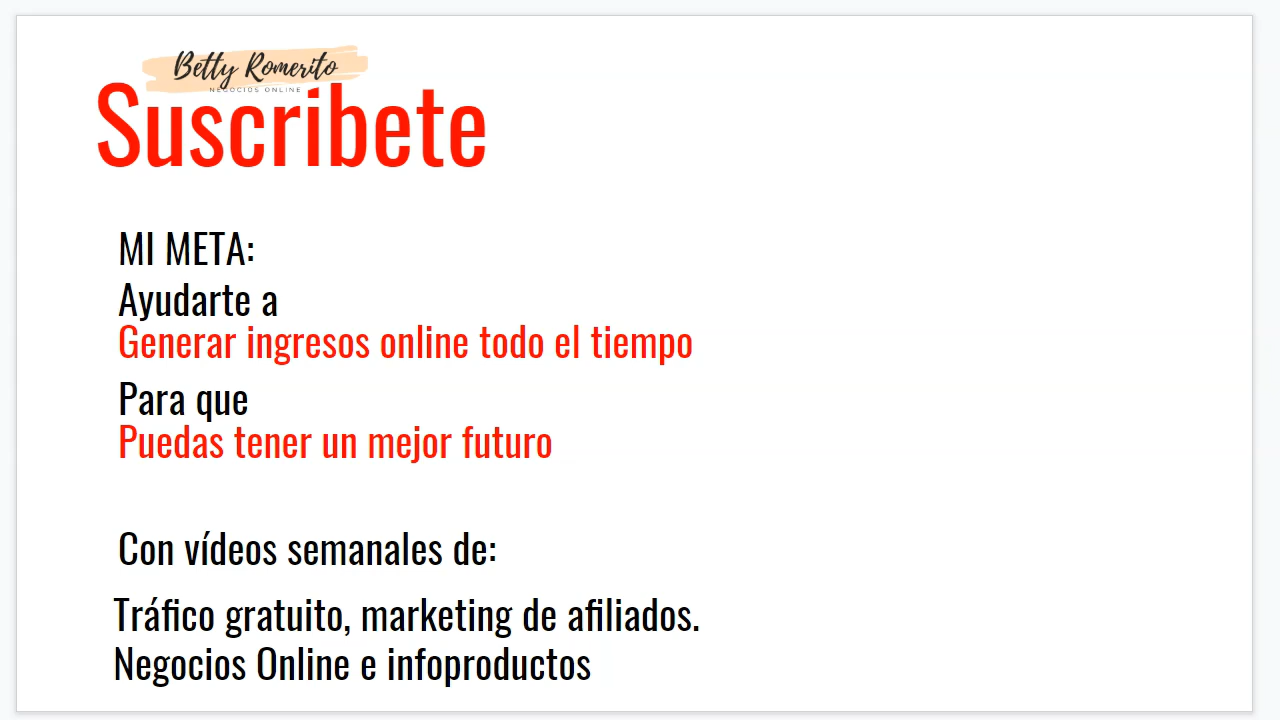 Betty Romerito
NEGOCIOS ONLINE
Suscribete
MI META:
Ayudarte a
Generar ingresos online todo el tiempo
Para que
Puedas tener un mejor futuro
Con vídeos semanales de:
Tráfico gratuito, marketing de afiliados.
Negocios Online e infoproductos